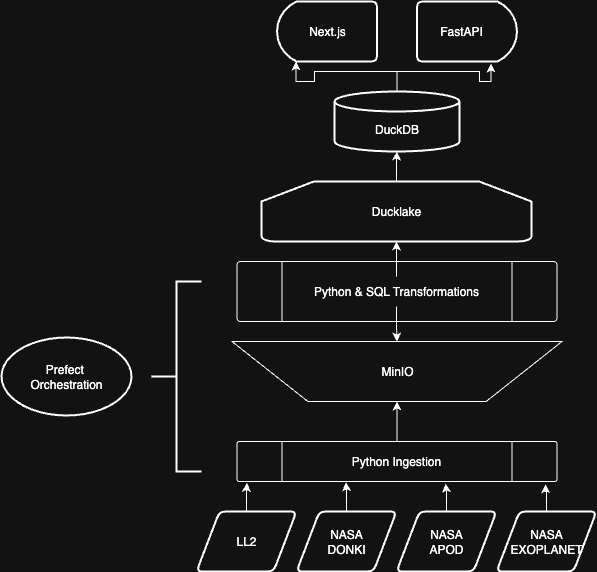 Next.js
FastAPI
DuckDB
Ducklake
Python & SQL Transformations
Prefect
Orchestration
MinIO
Python Ingestion
LL2
NASA
DONKI
NASA
APOD
NASA
EXOPLANET